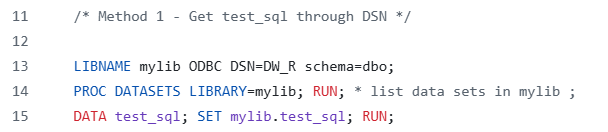 11 /* Method 1 - Get test_sql through DSN */
12
13 LIBNAME mylib ODBC DSN=DW_R schema=dbo;
14 PROC DATASETS LIBRARY=mylib; RUN; * list data sets in mylib ;
15 DATA test_sql; SET mylib.test_sql; RUN;